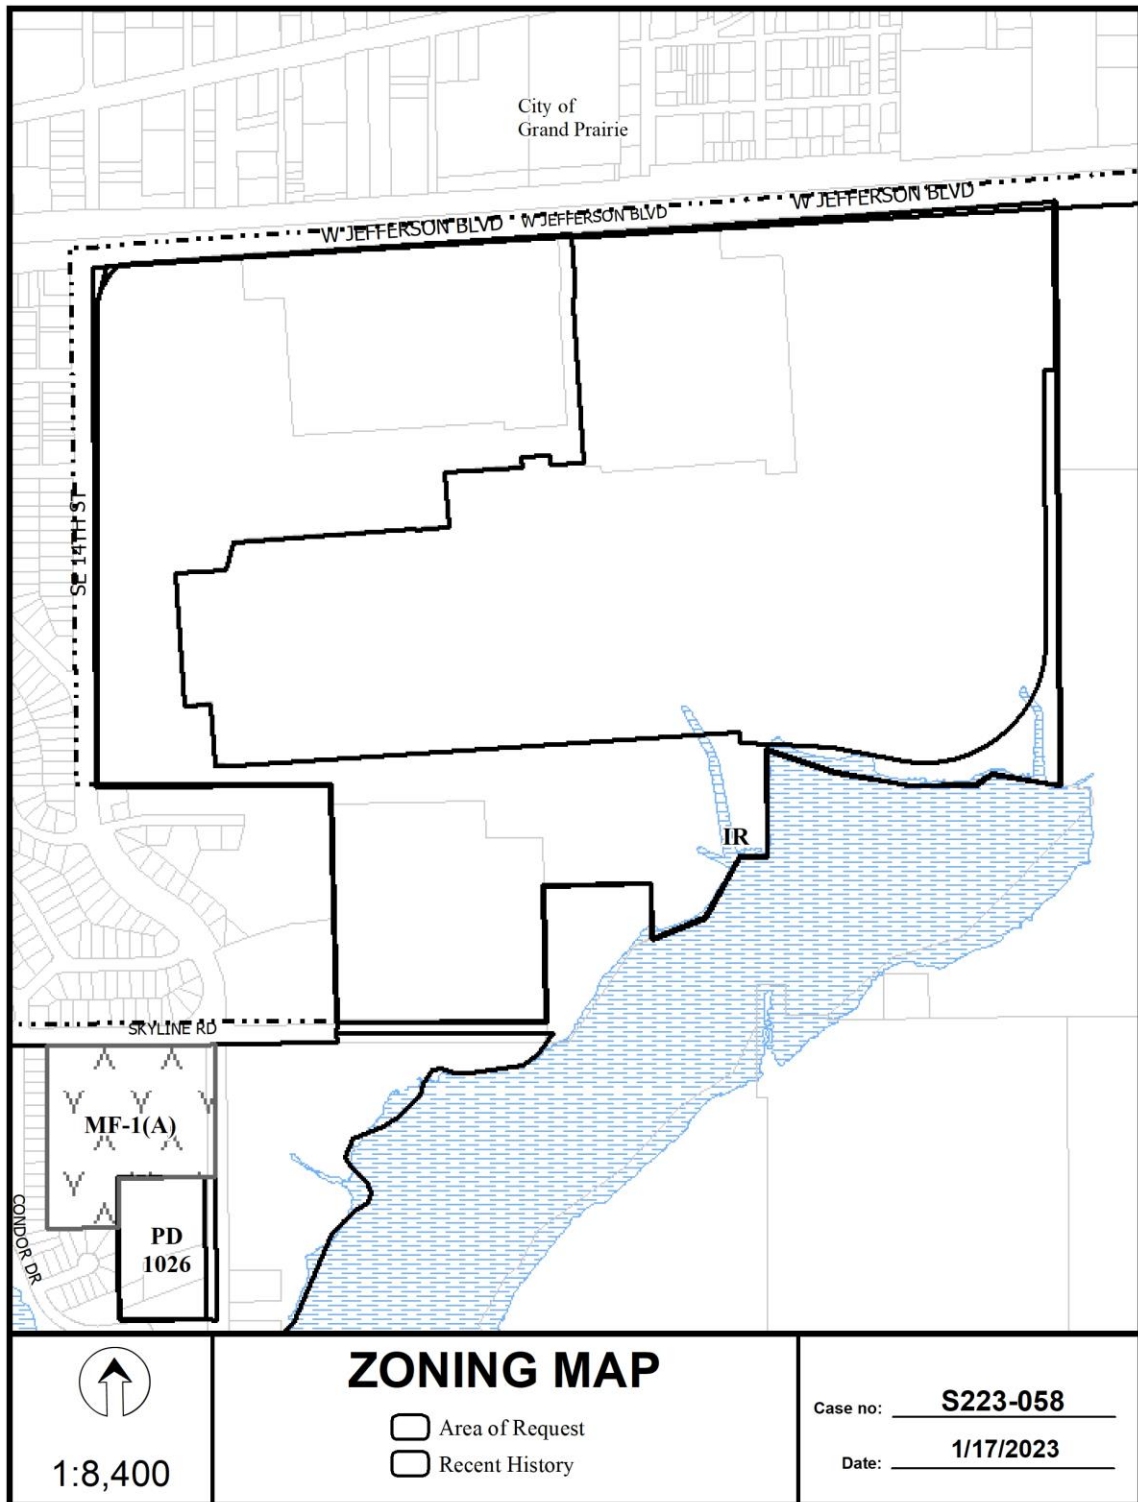 City of
Grand Prairie
W JEFFERSON BLVD
W JEFFERSON BLVD
W JEFFERSON BLVD
SE 14TH ST
IR
SKYLINE RD
MF-1(A)
CONDOR DR
PD
1026
1:8,400
ZONING MAP
Area of Request
Recent History
Case no: S223-058
Date: 1/17/2023